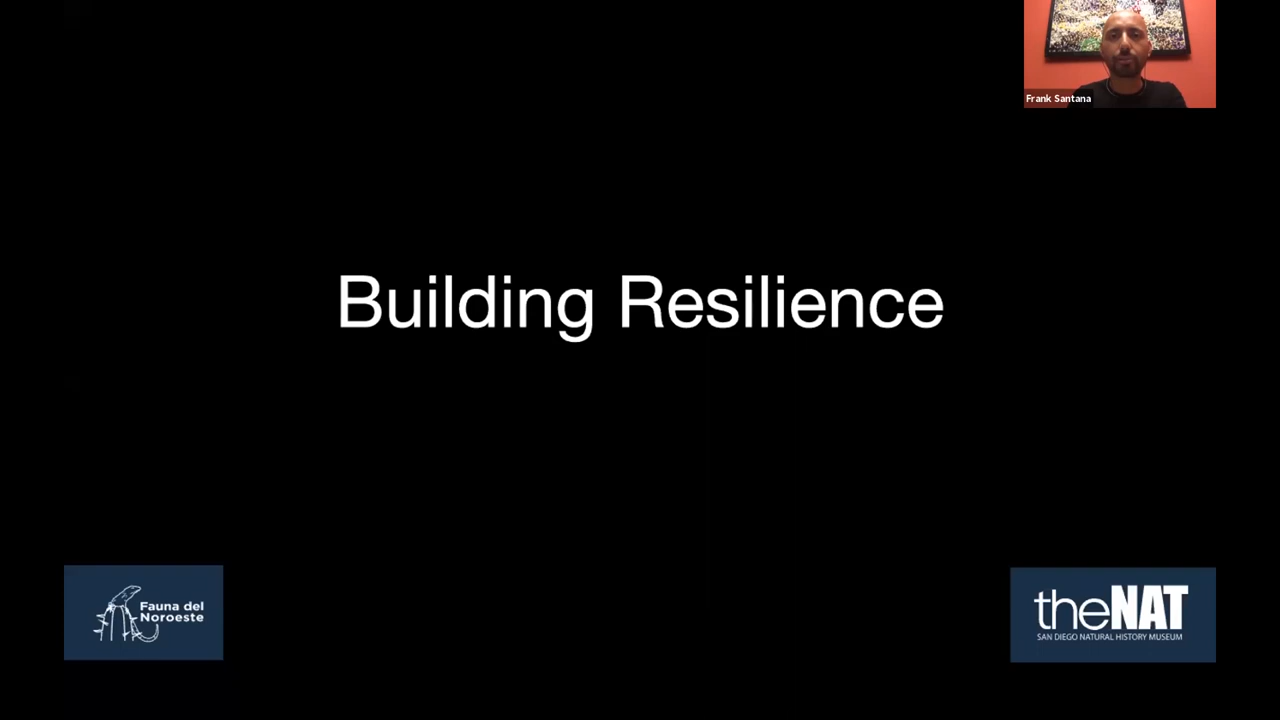 Frank Santana
Building Resilience
Fauna del
Noroeste
theNAT
SAN DIEGO NATURAL HISTORY MUSEUM